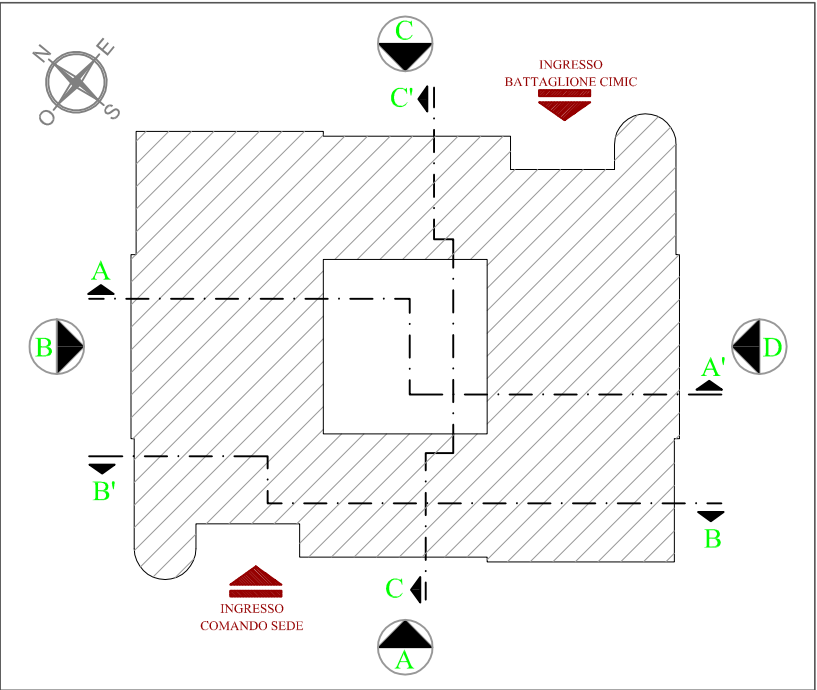 C
N
E
O
S
INGRESSO
BATTAGLIONE CIMIC
C'
A
B
D
A'
B'
B
C
INGRESSO
COMANDO SEDE
A